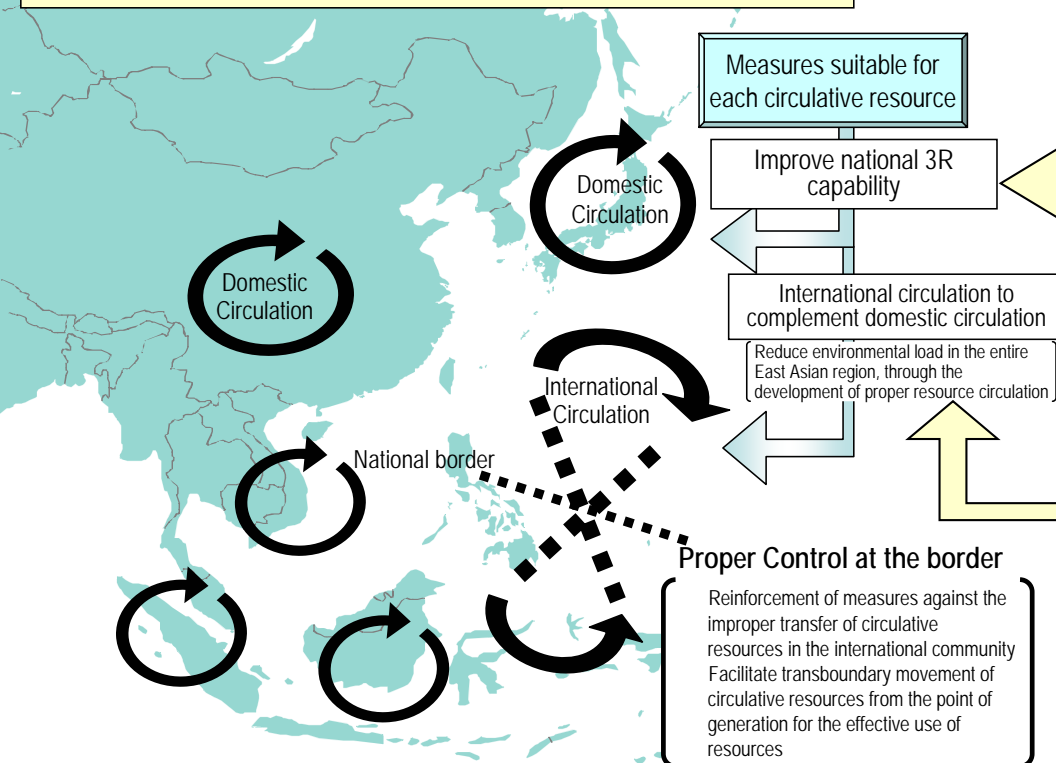 Measures suitable for
each circulative resource
Improve national 3R
capability
Domestic
Circulation
Domestic
Circulation
International circulation to
complement domestic circulation
Reduce environmental load in the entire
East Asian region, through the
development of proper resource circulation
International
Circulation
National border
Proper Control at the border
Reinforcement of measures against the
improper transfer of circulative
resources in the international community
Facilitate transboundary movement of
circulative resources from the point of
generation for the effective use of
resources